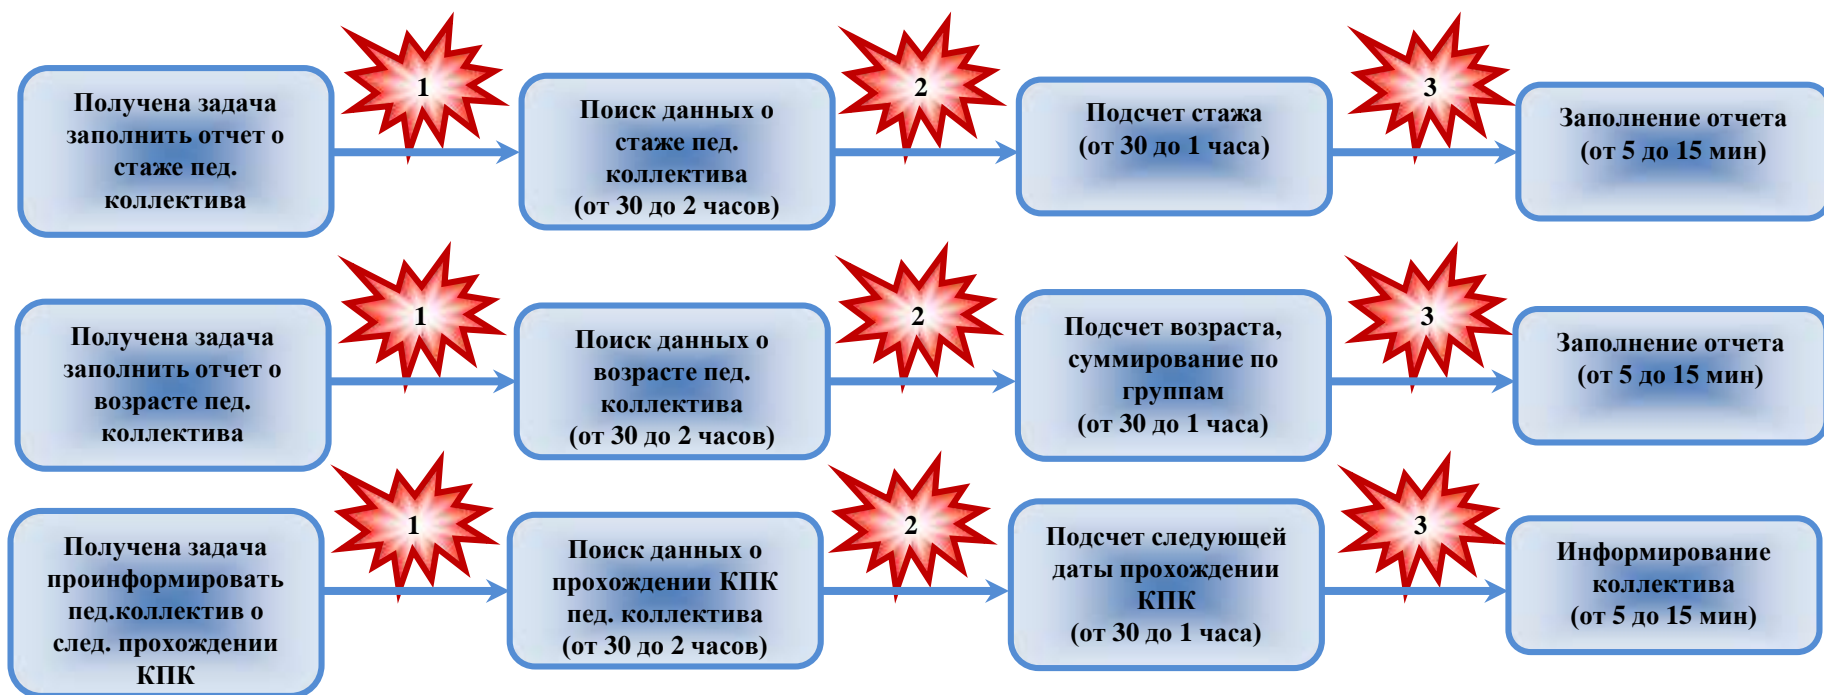 Получена задача
заполнить отчет о
стаже пед.
коллектива
1
Поиск данных о
стаже пед.
коллектива
(от 30 до 2 часов)
2
Подсчет стажа
(от 30 до 1 часа)
3
Заполнение отчета
(от 5 до 15 мин)
Получена задача
заполнить отчет о
возрасте пед.
коллектива
1
Поиск данных о
возрасте пед.
коллектива
(от 30 до 2 часов)
2
Подсчет возраста,
суммирование по
группам
(от 30 до 1 часа)
3
Заполнение отчета
(от 5 до 15 мин)
Получена задача
проинформировать
пед.коллектив о
след. прохождении
КПК
1
Поиск данных о
прохождении КПК
пед. коллектива
(от 30 до 2 часов)
2
Подсчет следующей
даты прохождении
КПК
(от 30 до 1 часа)
3
Информирование
коллектива
(от 5 до 15 мин)